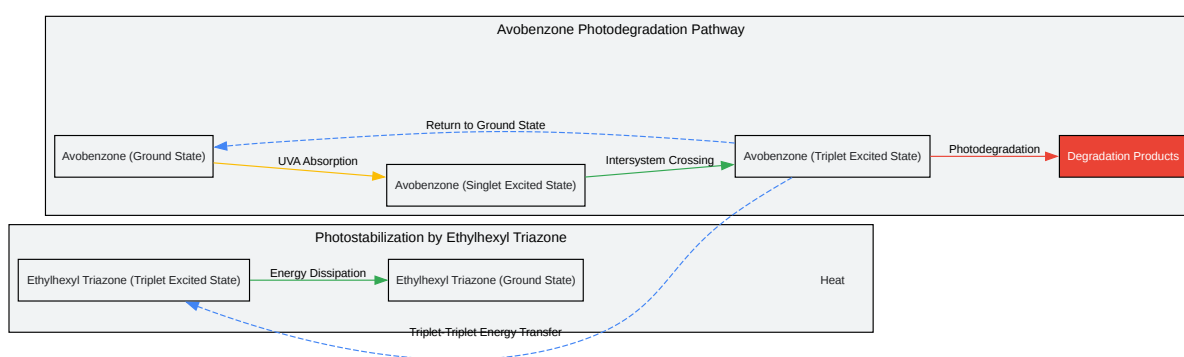 Avobenzone Photodegradation Pathway
Return to Ground State
Avobenzone (Ground State)
UVA Absorption
Avobenzone (Singlet Excited State)
Intersystem Crossing
Avobenzone (Triplet Excited State)
Photodegradation
Degradation Products
Photostabilization by Ethylhexyl Triazone
Ethylhexyl Triazone (Triplet Excited State)
Energy Dissipation
Ethylhexyl Triazone (Ground State)
Heat
Triplet-Triplet Energy Transfer